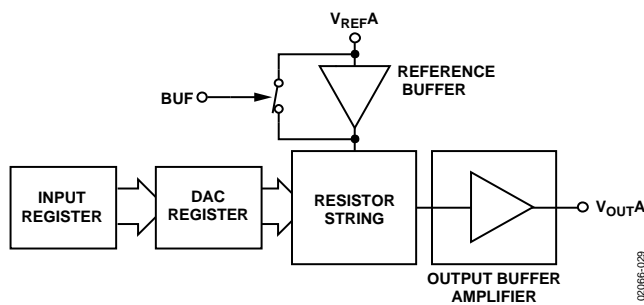 VREFA
REFERENCE
BUFFER
BUF
INPUT
REGISTER
DAC
REGISTER
RESISTOR
STRING
VOUTA
OUTPUT BUFFER
AMPLIFIER
02066-029